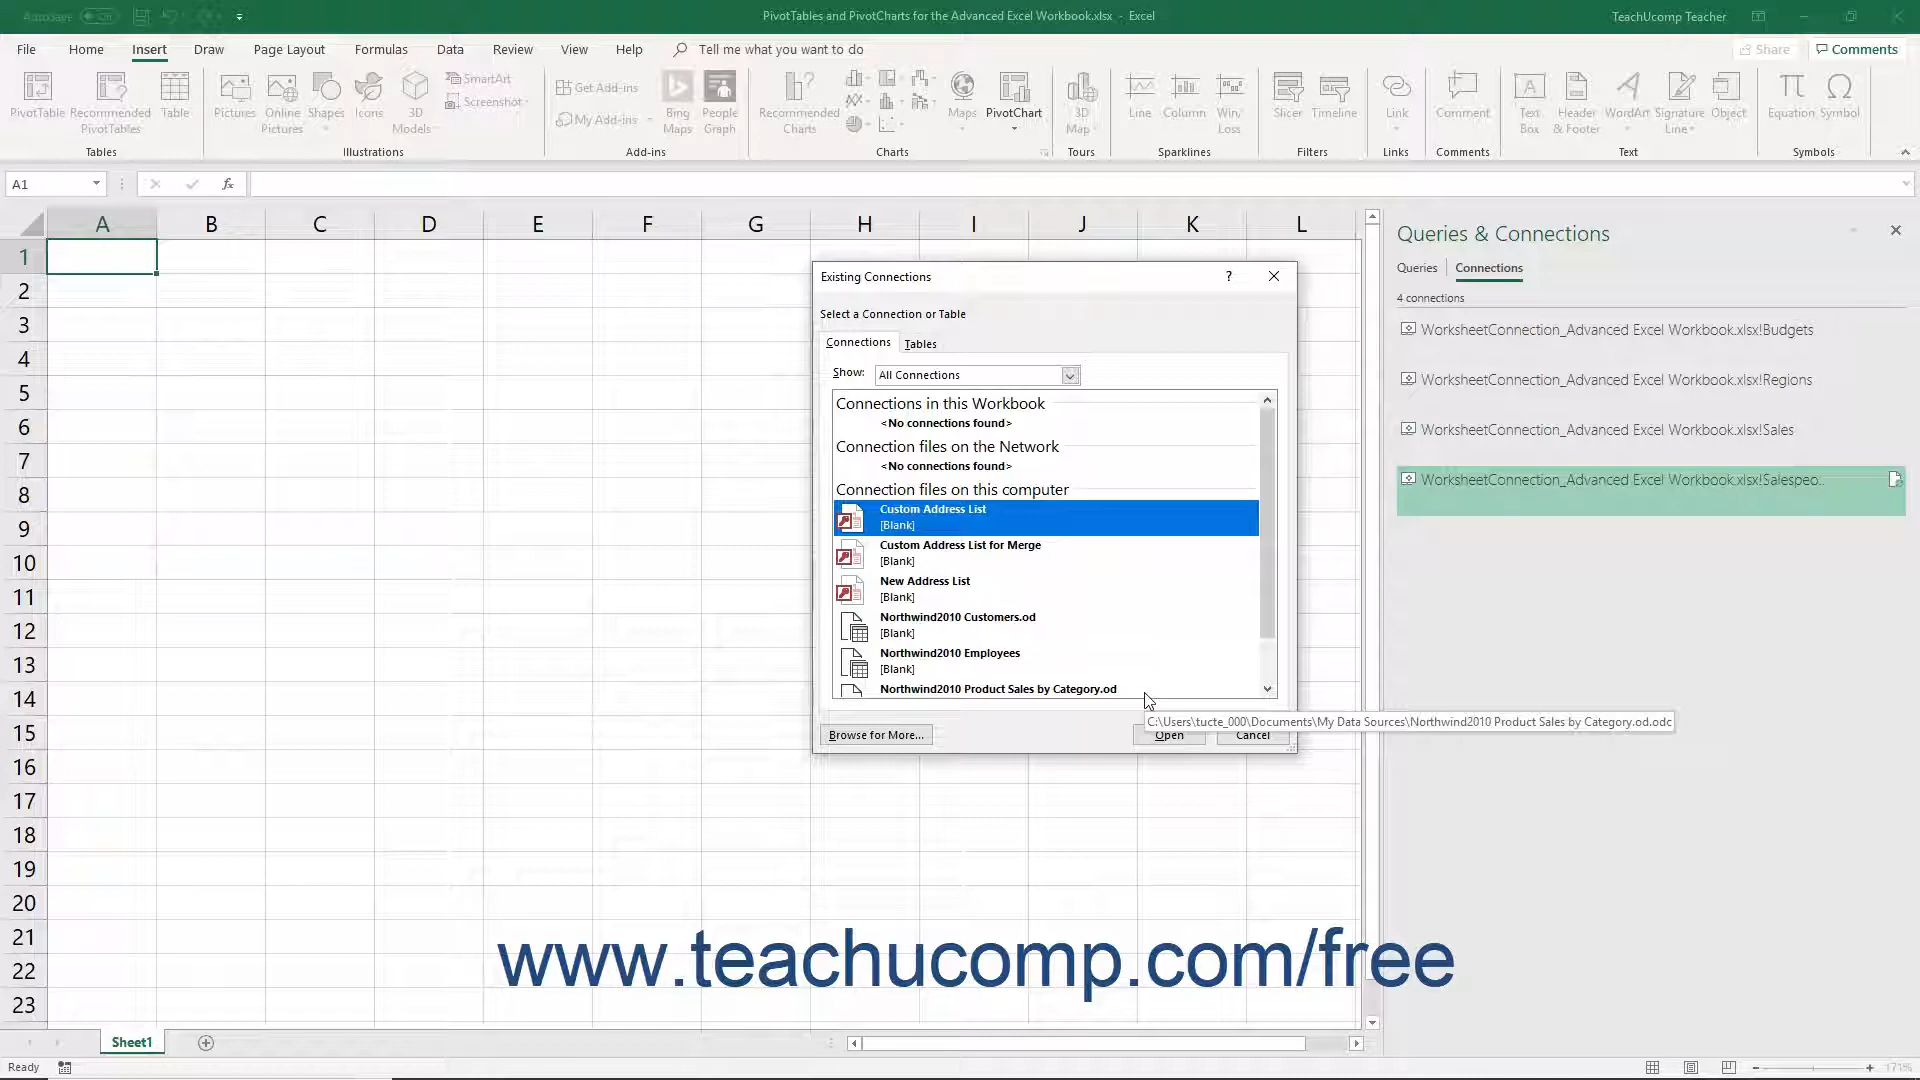 AutoSave Off
PivotTables and PivotCharts for the Advanced Excel Workbook.xlsx - Excel
TeachUcomp Teacher
File Home Insert Draw Page Layout Formulas Data Review View Help Tell me what you want to do
Share Comments
PivotTable Recommended PivotTables Table
Tables
Pictures Online Pictures Shapes Icons 3D Models SmartArt Screenshot
Illustrations
Get Add-ins My Add-ins Bing Maps People Graph
Add-ins
Recommended Charts Maps PivotChart
Charts
3D Map
Tours
Line Column Win/ Loss
Sparklines
Slicer Timeline
Filters
Link
Links
Comment
Comments
Text Box Header & Footer WordArt Signature Line Object
Text
Equation Symbol
Symbols
A1 fx
A B C D E F G H I J K L
1
2
3
4
5
6
7
8
9
10
11
12
13
14
15
16
17
18
19
20
21
22
23
Existing Connections ?
Select a Connection or Table
Connections Tables
Show: All Connections
Connections in this Workbook
<No connections found>
Connection files on the Network
<No connections found>
Connection files on this computer
Custom Address List
[Blank]
Custom Address List for Merge
[Blank]
New Address List
[Blank]
Northwind2010 Customers.od
[Blank]
Northwind2010 Employees
[Blank]
Northwind2010 Product Sales by Category.od
C:\Users\tucte_000\Documents\My Data Sources\Northwind2010 Product Sales by Category.od.odc
Browse for More... Open Cancel
Queries & Connections
Queries Connections
4 connections
WorksheetConnection_Advanced Excel Workbook.xlsx!Budgets
WorksheetConnection_Advanced Excel Workbook.xlsx!Regions
WorksheetConnection_Advanced Excel Workbook.xlsx!Sales
WorksheetConnection_Advanced Excel Workbook.xlsx!Salespeo...
www.teachucomp.com/free
Sheet1
Ready
171%